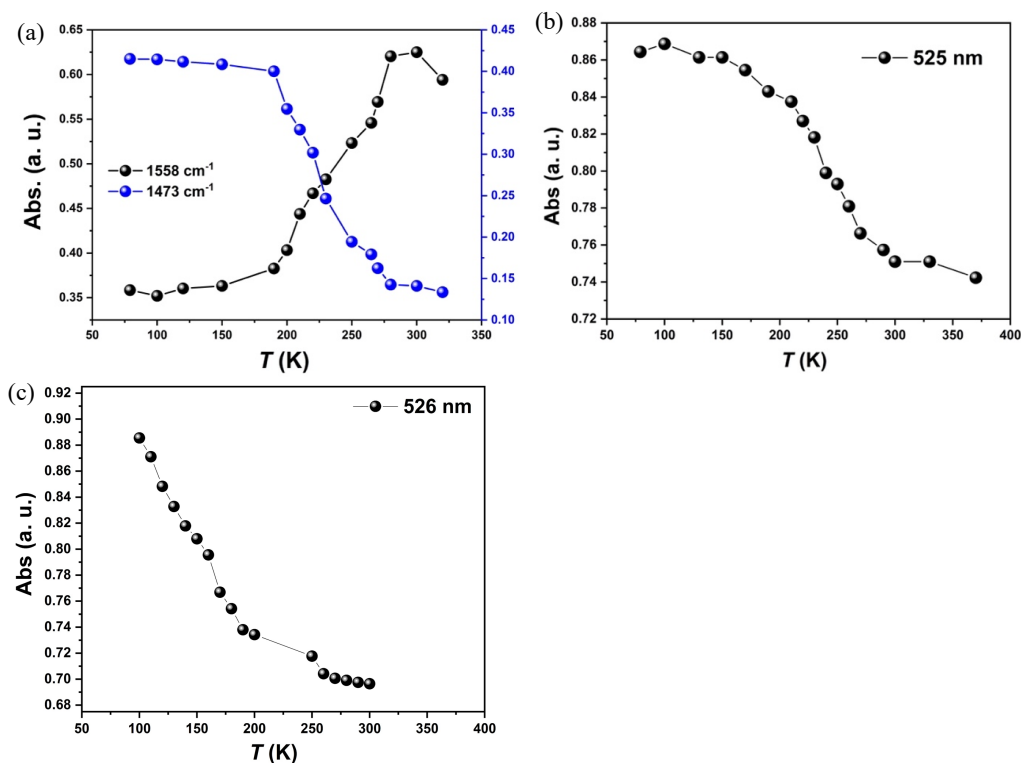 (a)
0.65
0.60
0.55
0.50
0.45
0.40
0.35
Abs. (a. u.)
1558 cm-1
1473 cm-1
0.45
0.40
0.35
0.30
0.25
0.20
0.15
0.10
50 100 150 200 250 300 350
T (K)
(b)
0.88
0.86
0.84
0.82
0.80
0.78
0.76
0.74
0.72
Abs (a. u.)
525 nm
50 100 150 200 250 300 350 400
T (K)
(c)
0.92
0.90
0.88
0.86
0.84
0.82
0.80
0.78
0.76
0.74
0.72
0.70
0.68
Abs (a. u.)
526 nm
50 100 150 200 250 300 350 400
T (K)